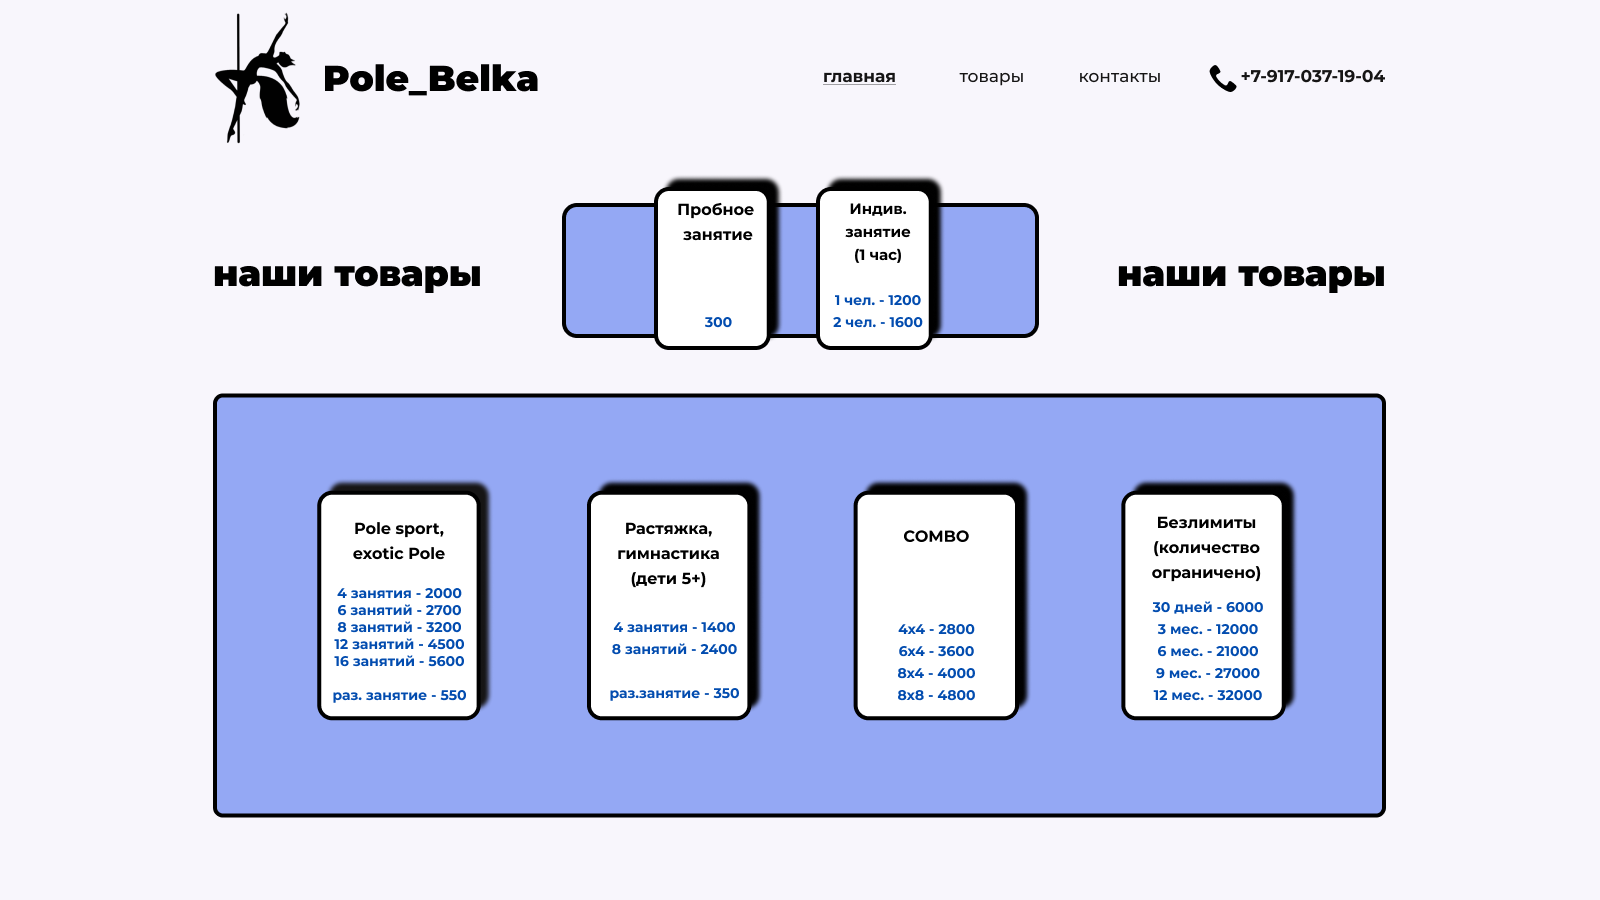 Pole_Belka
главная
товары
контакты
+7-917-037-19-04
наши товары
Пробное
занятие
300
Индив.
занятие
(1 час)
1 чел. - 1200
2 чел. - 1600
наши товары
Pole sport,
exotic Pole
4 занятия - 2000
6 занятий - 2700
8 занятий - 3200
12 занятий - 4500
16 занятий - 5600
раз. занятие - 550
Растяжка,
гимнастика
(дети 5+)
4 занятия - 1400
8 занятий - 2400
раз.занятие - 350
COMBO
4x4 - 2800
6x4 - 3600
8x4 - 4000
8x8 - 4800
Безлимиты
(количество
ограничено)
30 дней - 6000
3 мес. - 12000
6 мес. - 21000
9 мес. - 27000
12 мес. - 32000